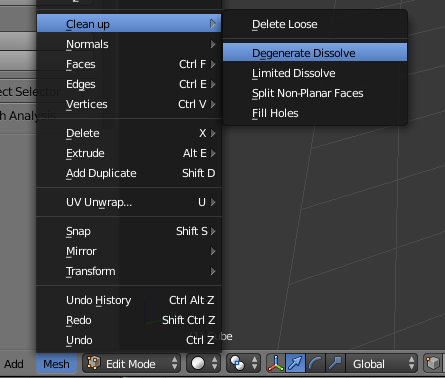 Clean up
Delete Loose
Normals
Degenerate Dissolve
Faces Ctrl F
Limited Dissolve
Edges Ctrl E
Split Non-Planar Faces
Vertices Ctrl V
Fill Holes
ect Selector
h Analysis
Delete X
Extrude Alt E
Add Duplicate Shift D
UV Unwrap... U
Snap Shift S
Mirror
Transform
Undo History Ctrl Alt Z
Redo Shift Ctrl Z
Undo Ctrl Z
be
Add Mesh Edit Mode Global